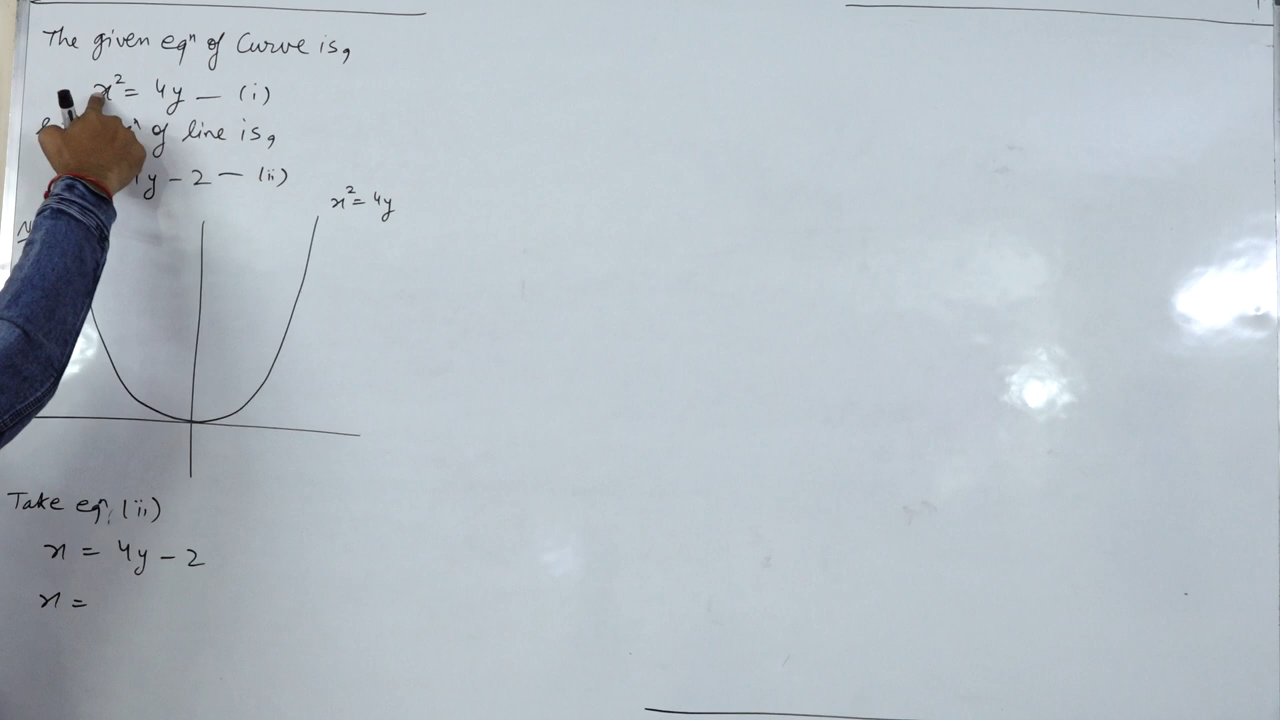 The given eqⁿ of Curve is,
x² = 4y — (i)
of line is,
y - 2 — (ii)
x² = 4y
Take eqⁿ (ii)
x = 4y - 2
x =